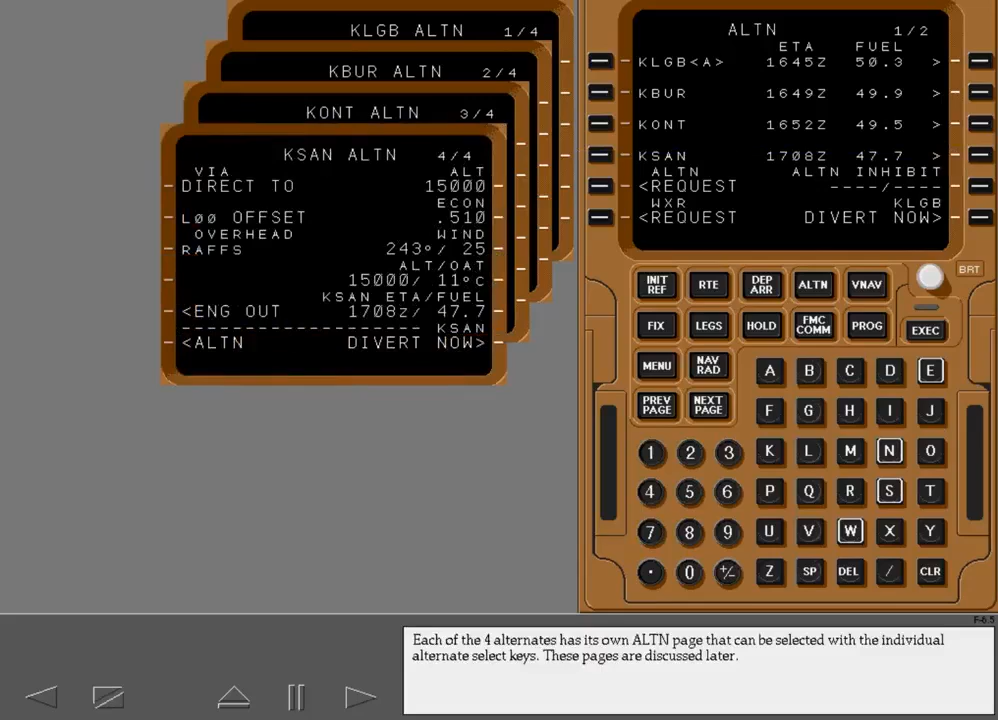 KLGB ALTN 1/4
KBUR ALTN 2/4
KONT ALTN 3/4
KSAN ALTN 4/4
VIA ALT
DIRECT TO 15000
ECON
LØØ OFFSET .510
OVERHEAD WIND
RAFFS 243°/ 25
ALT/OAT
15000/ 11°C
KSAN ETA/FUEL
<ENG OUT 1708Z/ 47.7
-------------------- KSAN
<ALTN DIVERT NOW>
ALTN 1/2
ETA FUEL
KLGB<A> 1645Z 50.3 >
KBUR 1649Z 49.9 >
KONT 1652Z 49.5 >
KSAN 1708Z 47.7 >
ALTN ALTN INHIBIT
<REQUEST ----/----
WXR KLGB
<REQUEST DIVERT NOW>
INIT REF
RTE
DEP ARR
ALTN
VNAV
BRT
FIX
LEGS
HOLD
FMC COMM
PROG
EXEC
MENU
NAV RAD
PREV PAGE
NEXT PAGE
A B C D E
F G H I J
1 2 3 K L M N O
4 5 6 P Q R S T
7 8 9 U V W X Y
. 0 +/- Z SP DEL / CLR
F-6.5
Each of the 4 alternates has its own ALTN page that can be selected with the individual
alternate select keys. These pages are discussed later.